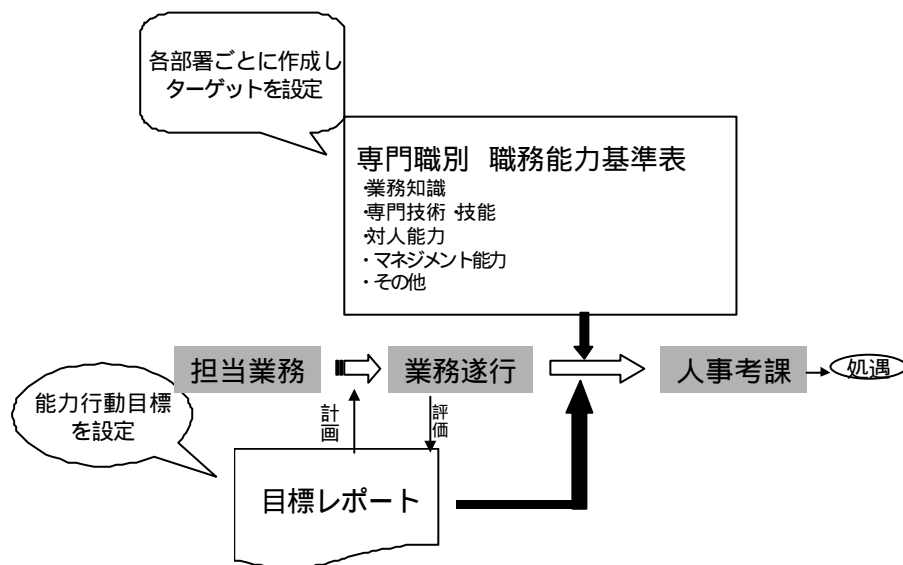 各部署ごとに作成し
ターゲットを設定
専門職別 職務能力基準表
・業務知識
・専門技術・技能
・対人能力
・マネジメント能力
・その他
担当業務
業務遂行
人事考課
処遇
能力行動目標
を設定
計画
評価
目標レポート